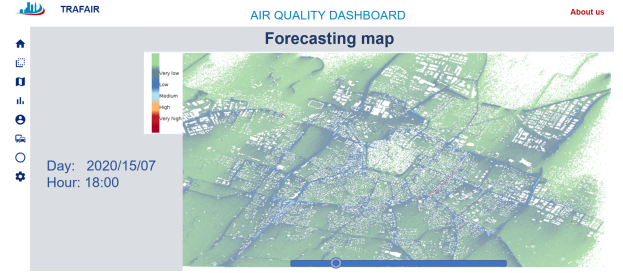 TRAFAIR
AIR QUALITY DASHBOARD
About us
Forecasting map
Very low
Low
Medium
High
Very high
Day: 2020/15/07
Hour: 18:00